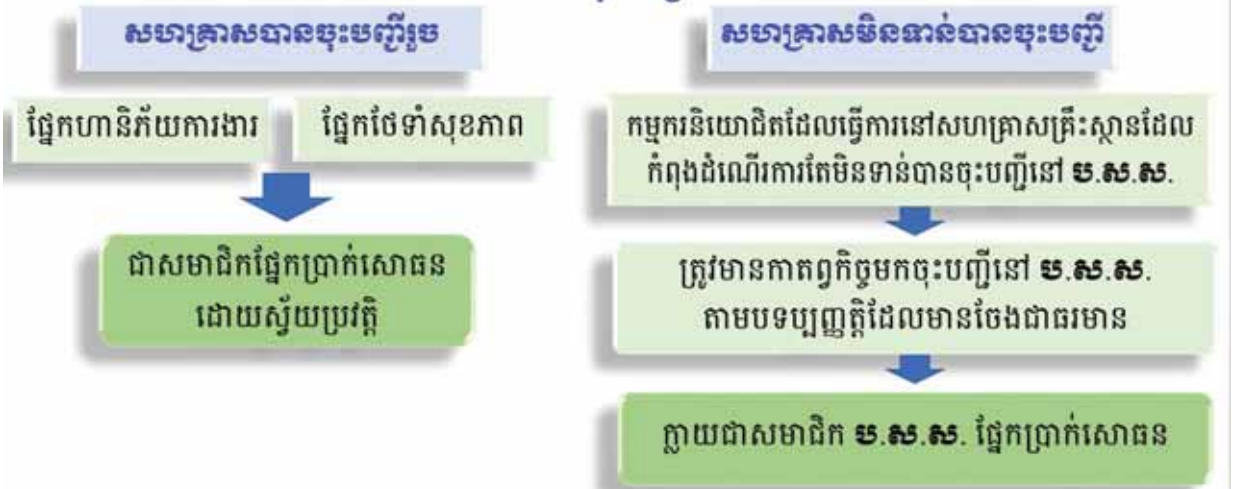 សហគ្រាសបានចុះបញ្ជីរួច
ផ្នែកហានិភ័យការងារ
ផ្នែកថែទាំសុខភាព
ជាសមាជិកផ្នែកប្រាក់សោធន
ដោយស្វ័យប្រវត្តិ
សហគ្រាសមិនទាន់បានចុះបញ្ជី
កម្មករនិយោជិតដែលធ្វើការនៅសហគ្រាសគ្រឹះស្ថានដែល
កំពុងដំណើរការតែមិនទាន់បានចុះបញ្ជីនៅ ប.ស.ស.
ត្រូវមានកាតព្វកិច្ចមកចុះបញ្ជីនៅ ប.ស.ស.
តាមបទប្បញ្ញត្តិដែលមានចែងជាធរមាន
ក្លាយជាសមាជិក ប.ស.ស. ផ្នែកប្រាក់សោធន